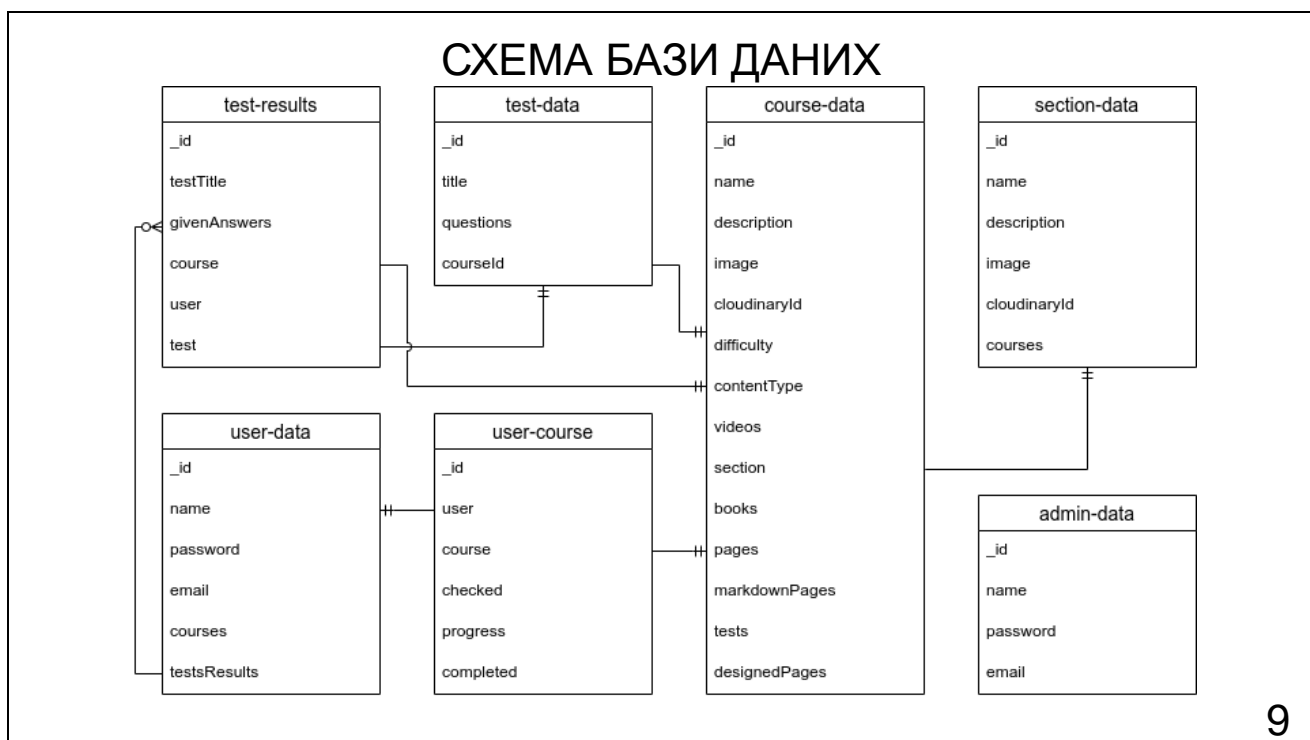 СХЕМА БАЗИ ДАНИХ
test-results
_id
testTitle
givenAnswers
course
user
test
test-data
_id
title
questions
courseId
course-data
_id
name
description
image
cloudinaryId
difficulty
contentType
videos
section
books
pages
markdownPages
tests
designedPages
section-data
_id
name
description
image
cloudinaryId
courses
user-data
_id
name
password
email
courses
testsResults
user-course
_id
user
course
checked
progress
completed
admin-data
_id
name
password
email
9